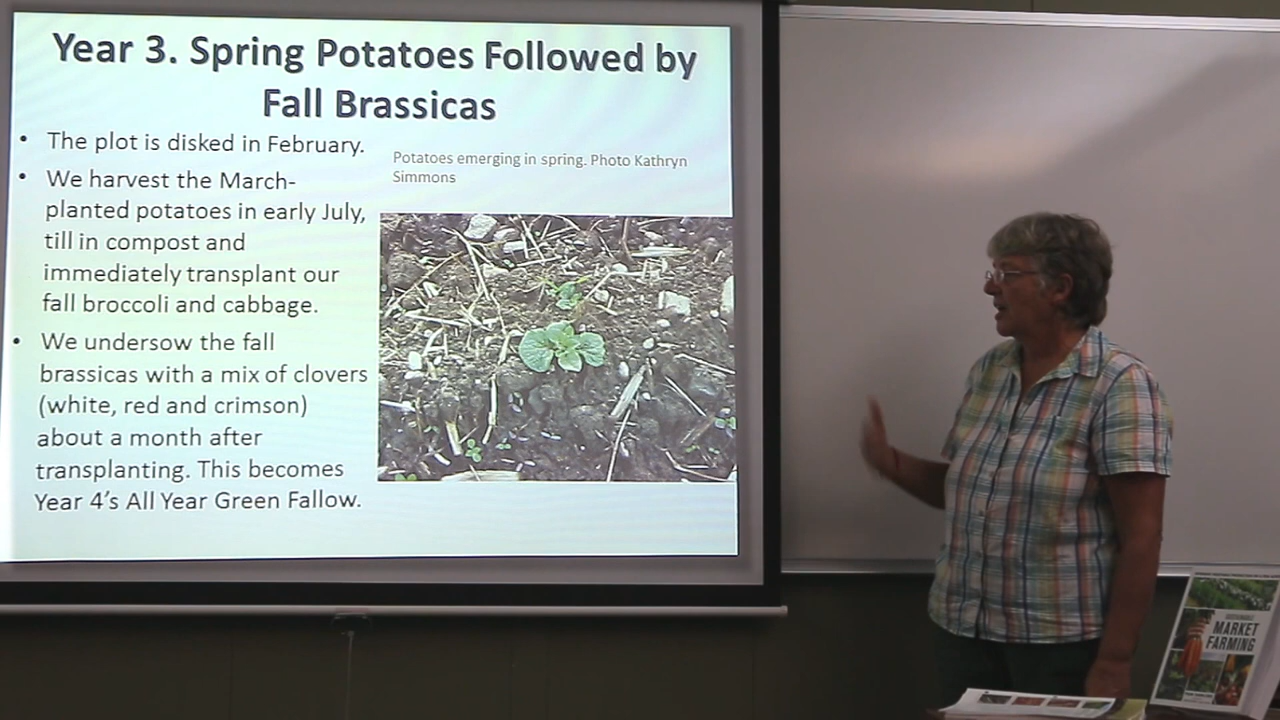 Year 3. Spring Potatoes Followed by
Fall Brassicas
• The plot is disked in February.
• We harvest the March-
planted potatoes in early July,
till in compost and
immediately transplant our
fall broccoli and cabbage.
• We undersow the fall
brassicas with a mix of clovers
(white, red and crimson)
about a month after
transplanting. This becomes
Year 4's All Year Green Fallow.
Potatoes emerging in spring. Photo Kathryn
Simmons
SUSTAINABLE
MARKET
FARMING